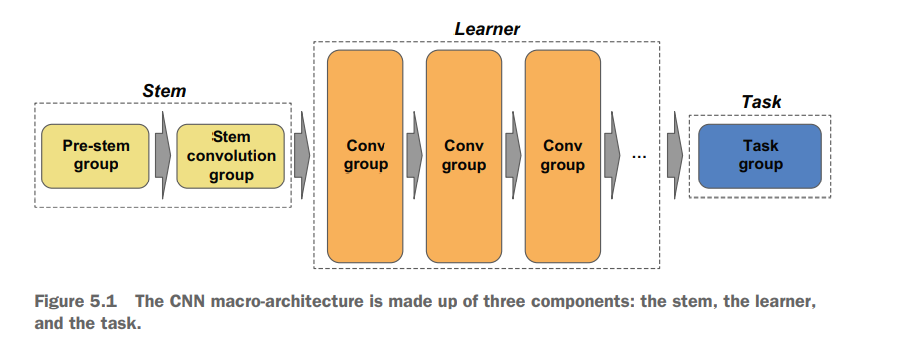 Learner
Stem
Task
Pre-stem
group
Stem
convolution
group
Conv
group
Conv
group
Conv
group
...
Task
group
Figure 5.1 The CNN macro-architecture is made up of three components: the stem, the learner,
and the task.